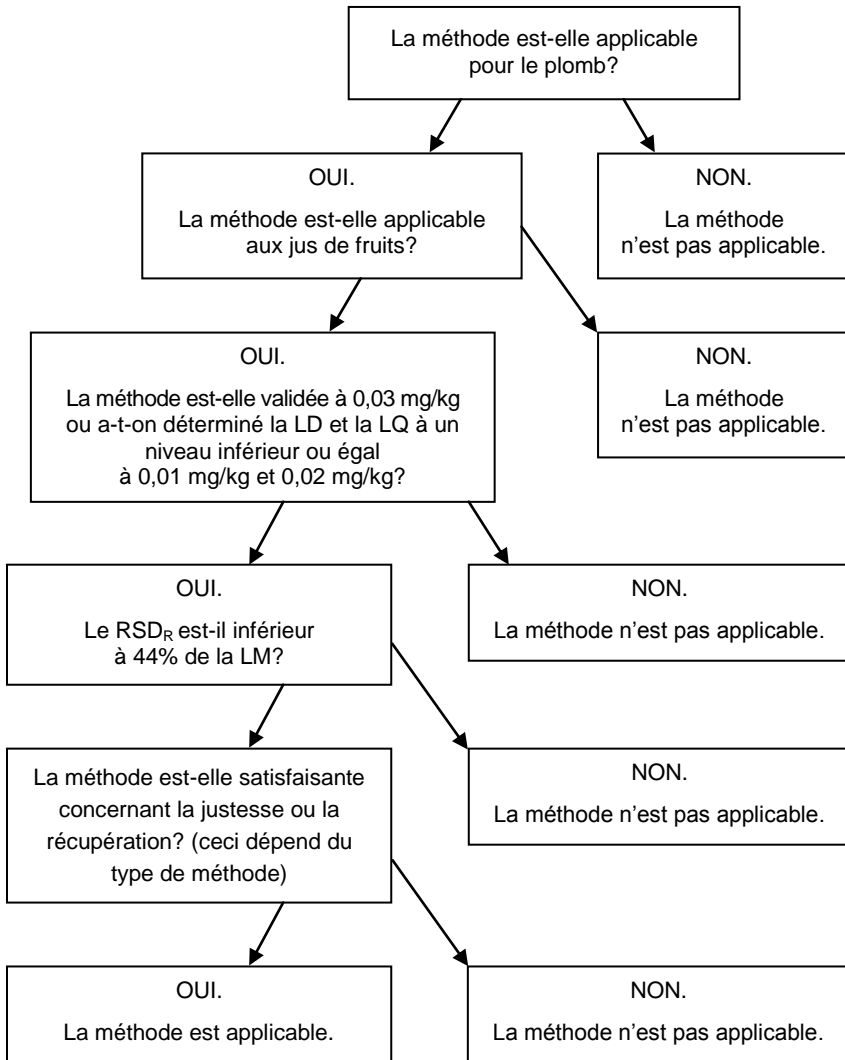 La méthode est-elle applicable
pour le plomb?
OUI.
La méthode est-elle applicable
aux jus de fruits?
NON.
La méthode
n'est pas applicable.
OUI.
La méthode est-elle validée à 0,03 mg/kg
ou a-t-on déterminé la LD et la LQ à un
niveau inférieur ou égal
à 0,01 mg/kg et 0,02 mg/kg?
NON.
La méthode
n'est pas applicable.
OUI.
Le RSDR est-il inférieur
à 44% de la LM?
NON.
La méthode n'est pas applicable.
La méthode est-elle satisfaisante
concernant la justesse ou la
récupération? (ceci dépend du
type de méthode)
NON.
La méthode n'est pas applicable.
OUI.
La méthode est applicable.
NON.
La méthode n'est pas applicable.